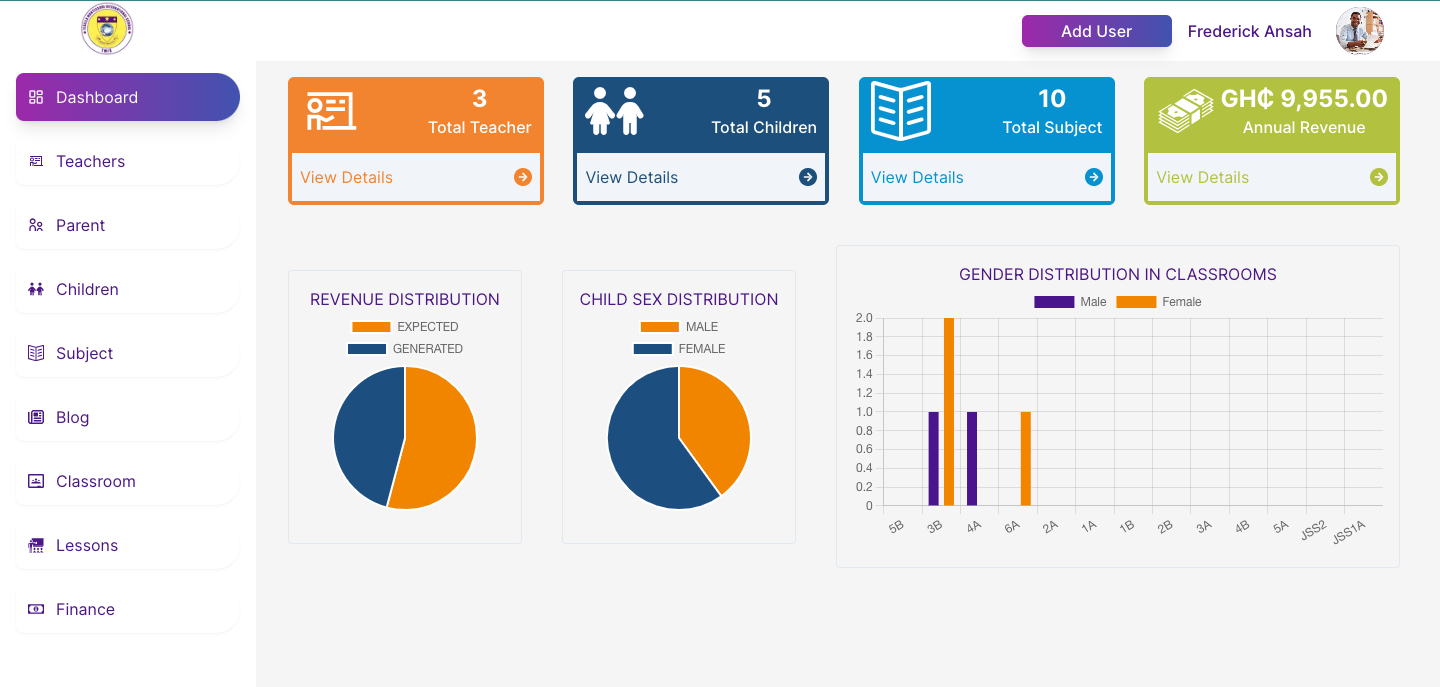 Add User
Frederick Ansah
Dashboard
Teachers
Parent
Children
Subject
Blog
Classroom
Lessons
Finance
3
Total Teacher
View Details
5
Total Children
View Details
10
Total Subject
View Details
GH₵ 9,955.00
Annual Revenue
View Details
REVENUE DISTRIBUTION
EXPECTED
GENERATED
CHILD SEX DISTRIBUTION
MALE
FEMALE
GENDER DISTRIBUTION IN CLASSROOMS
Male Female
2.0
1.8
1.6
1.4
1.2
1.0
0.8
0.6
0.4
0.2
0
5B 3B 4A 6A 2A 1A 1B 2B 3A 4B 5A JSS2 JSS1A